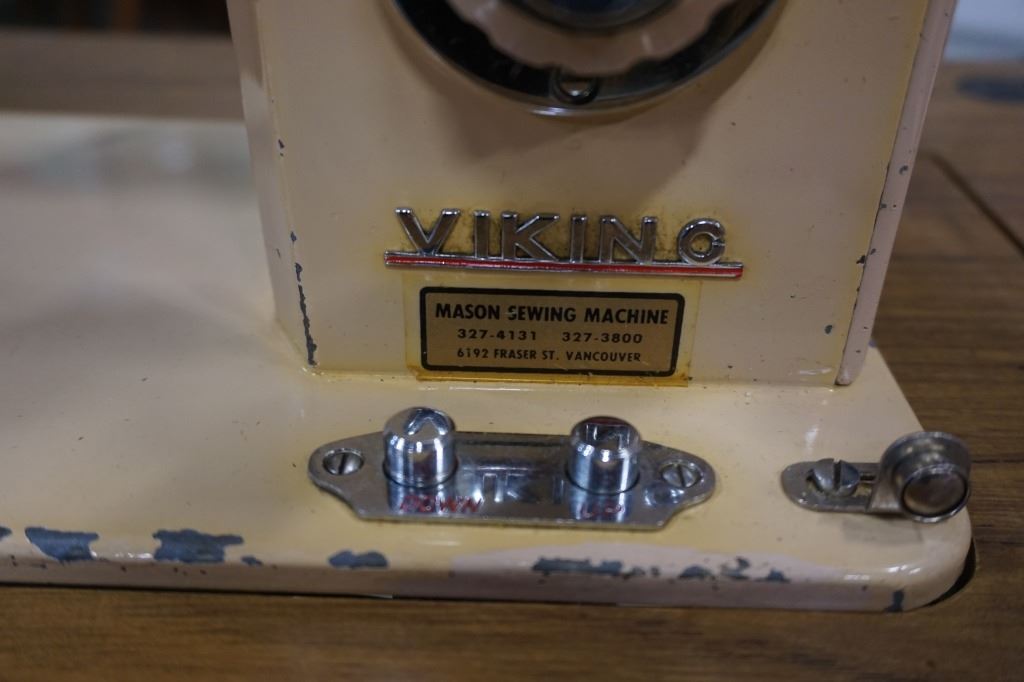 VIKING
MASON SEWING MACHINE
327-4131 327-3800
6192 FRASER ST. VANCOUVER
DOWN UP